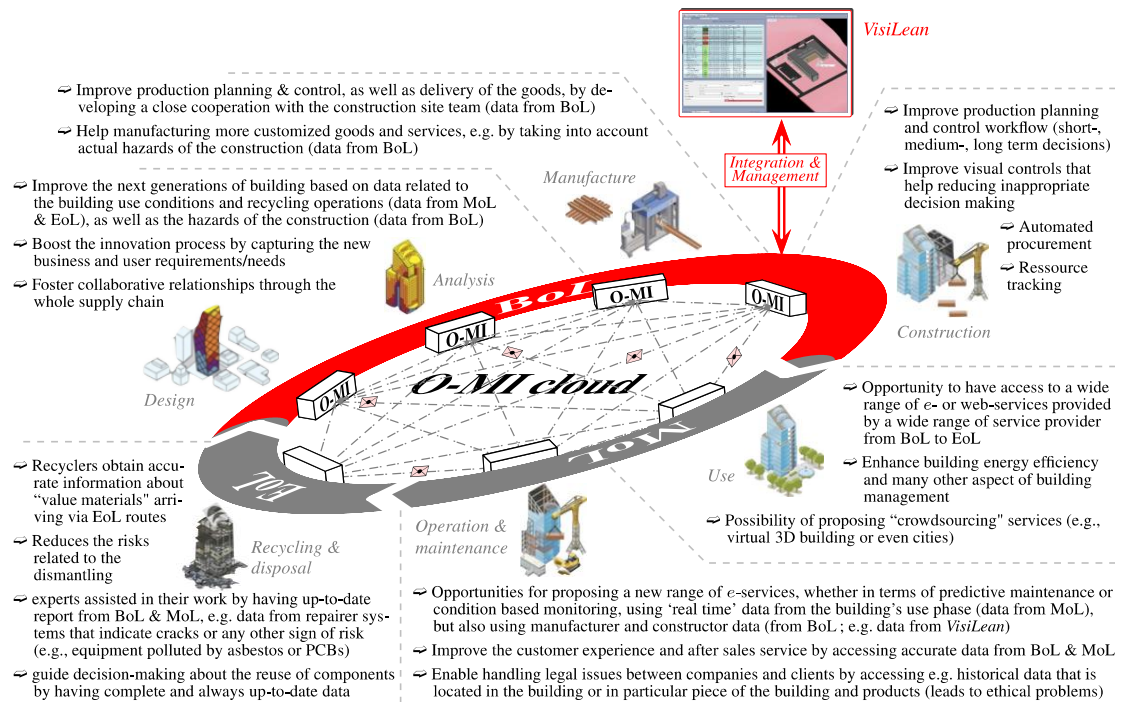 VisiLean
➫ Improve production planning & control, as well as delivery of the goods, by de-
veloping a close cooperation with the construction site team (data from BoL)
➫ Help manufacturing more customized goods and services, e.g. by taking into account
actual hazards of the construction (data from BoL)
➫ Improve production planning
and control workflow (short-,
medium-, long term decisions)
➫ Improve visual controls that
help reducing inappropriate
decision making
➫ Automated
procurement
➫ Ressource
tracking
Integration &
Management
Manufacture
➫ Improve the next generations of building based on data related to
the building use conditions and recycling operations (data from MoL
& EoL), as well as the hazards of the construction (data from BoL)
➫ Boost the innovation process by capturing the new
business and user requirements/needs
➫ Foster collaborative relationships through the
whole supply chain
Analysis
Construction
Design
BoL
O-MI
O-MI
O-MI
O-MI
O-MI cloud
MoL
EoL
➫ Opportunity to have access to a wide
range of e- or web-services provided
by a wide range of service provider
from BoL to EoL
➫ Enhance building energy efficiency
and many other aspect of building
management
➫ Possibility of proposing “crowdsourcing" services (e.g.,
virtual 3D building or even cities)
Use
➫ Recyclers obtain accu-
rate information about
“value materials" arri-
ving via EoL routes
➫ Reduces the risks
related to the
dismantling
➫ experts assisted in their work by having up-to-date
report from BoL & MoL, e.g. data from repairer sys-
tems that indicate cracks or any other sign of risk
(e.g., equipment polluted by asbestos or PCBs)
➫ guide decision-making about the reuse of components
by having complete and always up-to-date data
Recycling &
disposal
Operation &
maintenance
➫ Opportunities for proposing a new range of e-services, whether in terms of predictive maintenance or
condition based monitoring, using ‘real time’ data from the building’s use phase (data from MoL),
but also using manufacturer and constructor data (from BoL; e.g. data from VisiLean)
➫ Improve the customer experience and after sales service by accessing accurate data from BoL & MoL
➫ Enable handling legal issues between companies and clients by accessing e.g. historical data that is
located in the building or in particular piece of the building and products (leads to ethical problems)